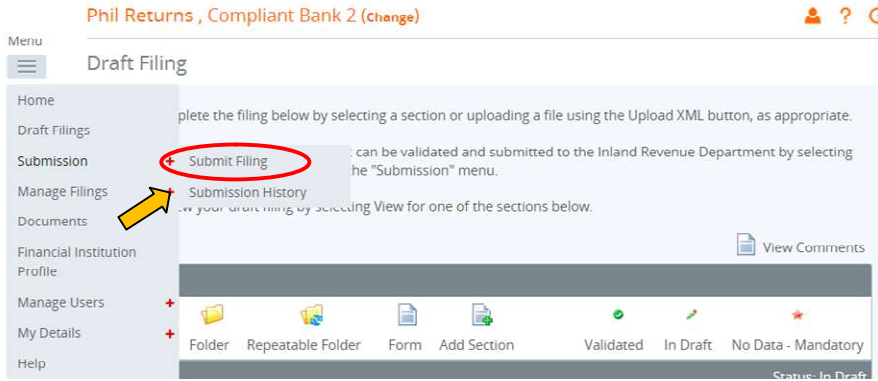 Phil Returns , Compliant Bank 2 (Change)
?
Menu
Draft Filing
Home
plete the filing below by selecting a section or uploading a file using the Upload XML button, as appropriate.
Draft Filings
Submission + Submit Filing
can be validated and submitted to the Inland Revenue Department by selecting
the "Submission" menu.
Manage Filings + Submission History
your draft filing by selecting View for one of the sections below.
Documents
Financial Institution
Profile
View Comments
Manage Users +
My Details +
Folder Repeatable Folder Form Add Section Validated In Draft No Data - Mandatory
Help
Status: In Draft